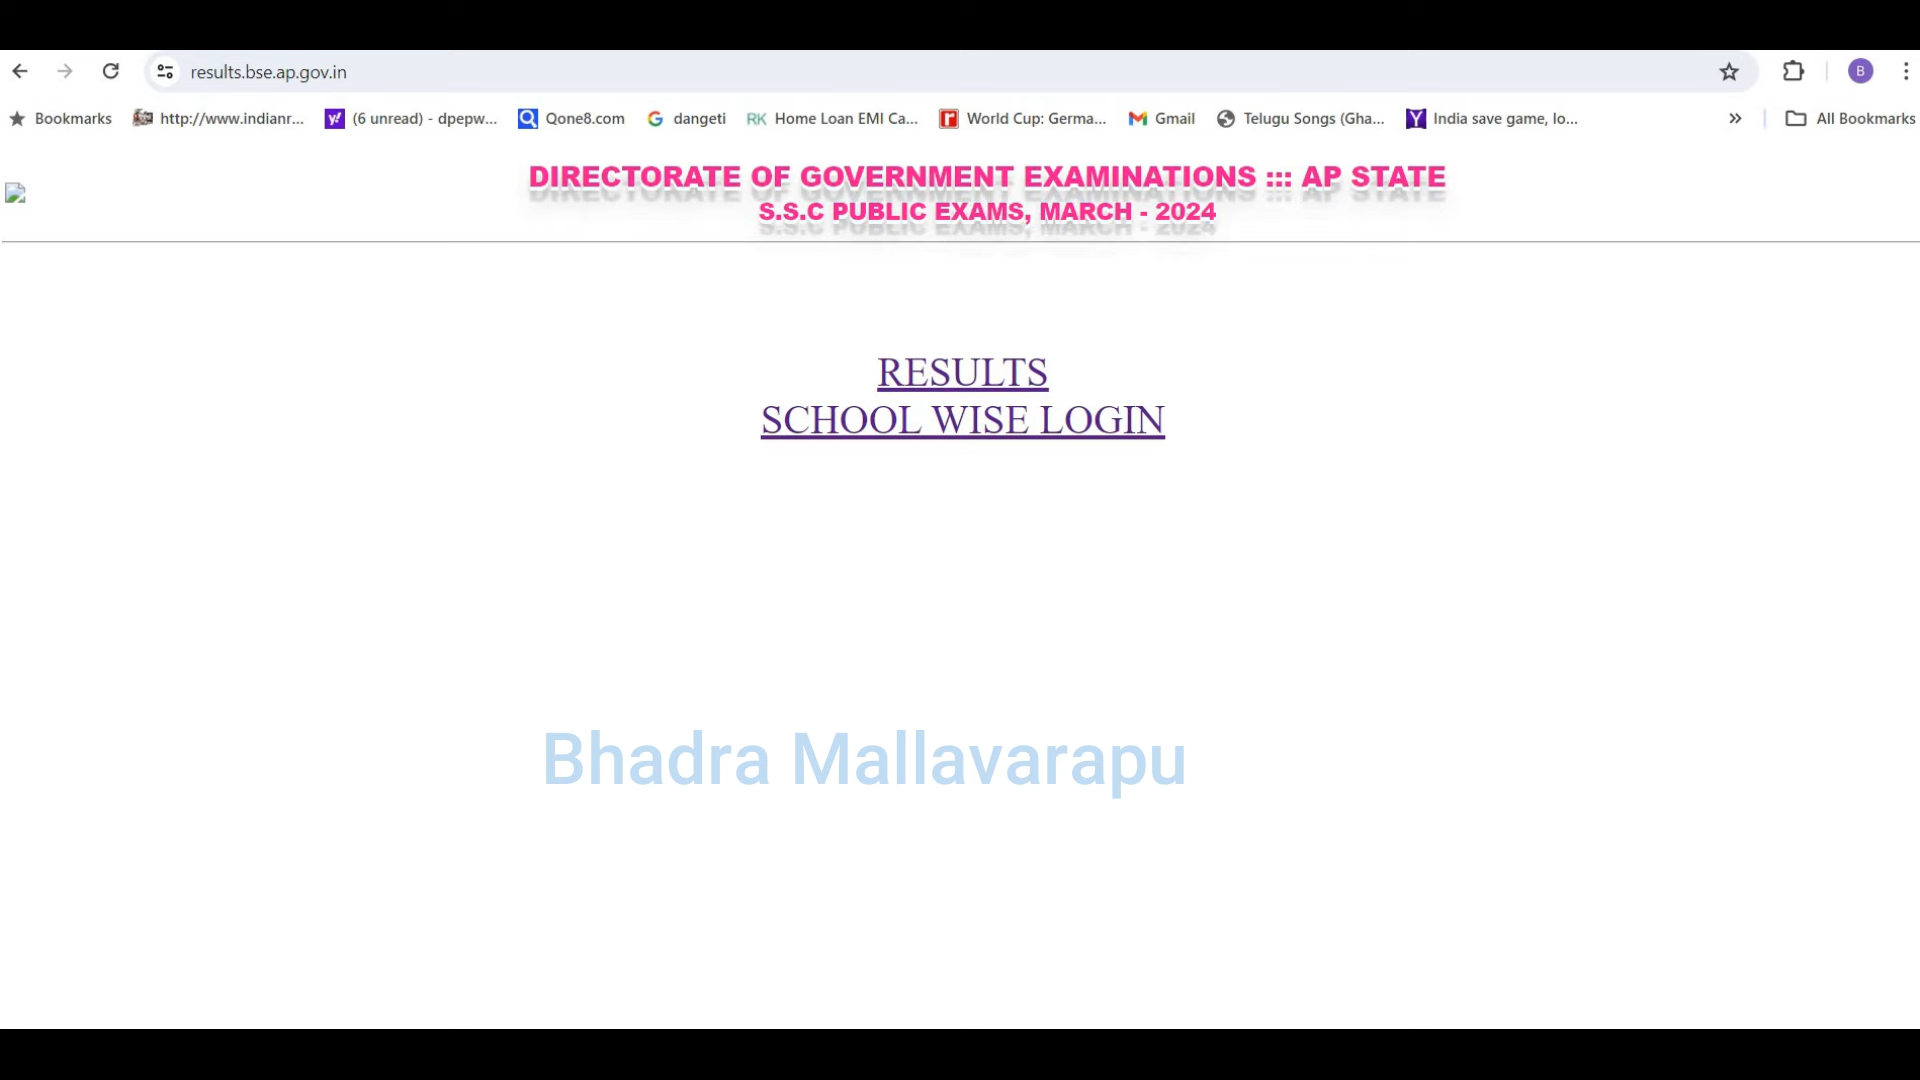 results.bse.ap.gov.in
B
Bookmarks http://www.indianr... (6 unread) - dpepw... Qone8.com dangeti RK Home Loan EMI Ca... World Cup: Germa... Gmail Telugu Songs (Gha... India save game, lo... » All Bookmarks
DIRECTORATE OF GOVERNMENT EXAMINATIONS ::: AP STATE
S.S.C PUBLIC EXAMS, MARCH - 2024
RESULTS
SCHOOL WISE LOGIN
Bhadra Mallavarapu